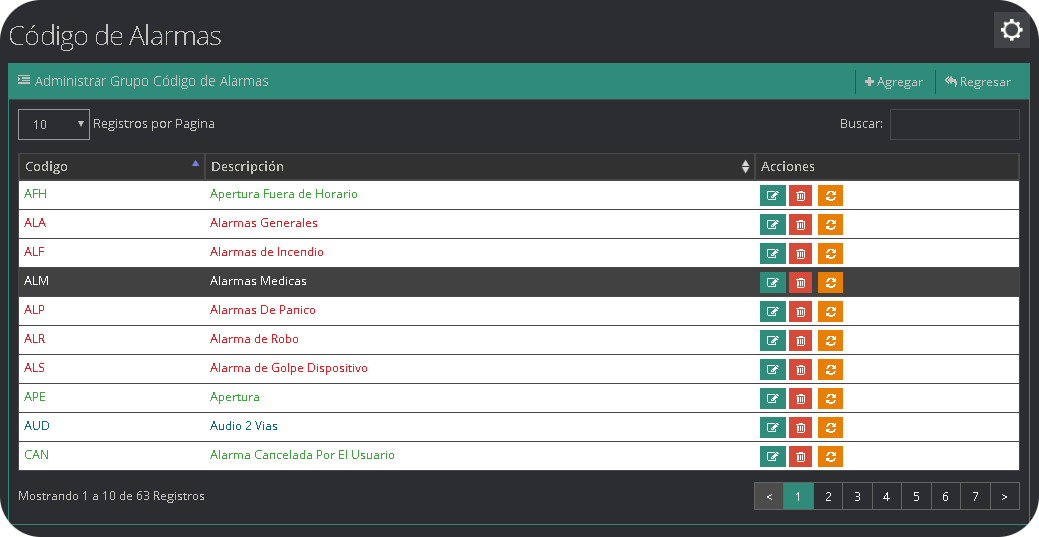 Código de Alarmas
Administrar Grupo Código de Alarmas
Agregar
Regresar
10 Registros por Pagina
Buscar:
Codigo Descripción Acciones
AFH Apertura Fuera de Horario
ALA Alarmas Generales
ALF Alarmas de Incendio
ALM Alarmas Medicas
ALP Alarmas De Panico
ALR Alarma de Robo
ALS Alarma de Golpe Dispositivo
APE Apertura
AUD Audio 2 Vias
CAN Alarma Cancelada Por El Usuario
Mostrando 1 a 10 de 63 Registros
< 1 2 3 4 5 6 7 >